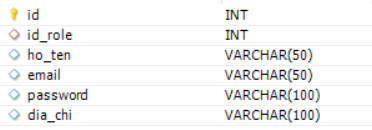 id INT
id_role INT
ho_ten VARCHAR(50)
email VARCHAR(50)
password VARCHAR(100)
dia_chi VARCHAR(100)